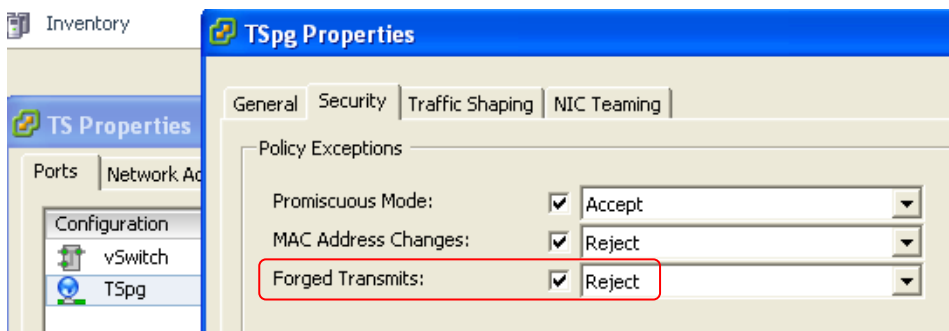 Inventory
TSpg Properties
General Security Traffic Shaping NIC Teaming
TS Properties
Policy Exceptions
Ports Network Ad
Promiscuous Mode: Accept
Configuration
MAC Address Changes: Reject
vSwitch
Forged Transmits: Reject
TSpg